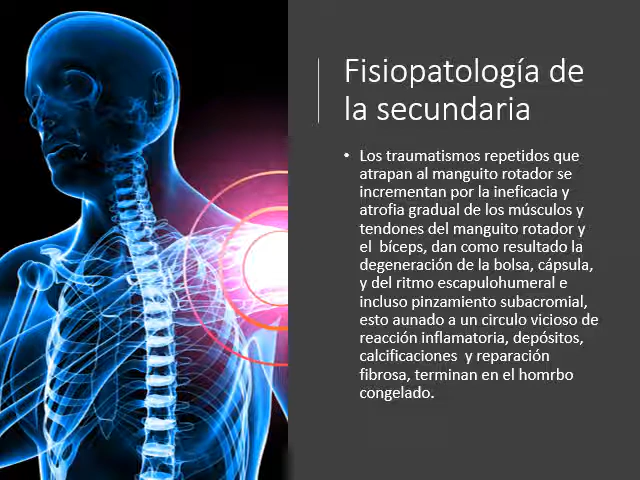 Fisiopatología de
la secundaria
• Los traumatismos repetidos que
atrapan al manguito rotador se
incrementan por la ineficacia y
atrofia gradual de los músculos y
tendones del manguito rotador y
el  bíceps, dan como resultado la
degeneración de la bolsa, cápsula,
y del ritmo escapulohumeral e
incluso pinzamiento subacromial,
esto aunado a un circulo vicioso de
reacción inflamatoria, depósitos,
calcificaciones  y reparación
fibrosa, terminan en el homrbo
congelado.